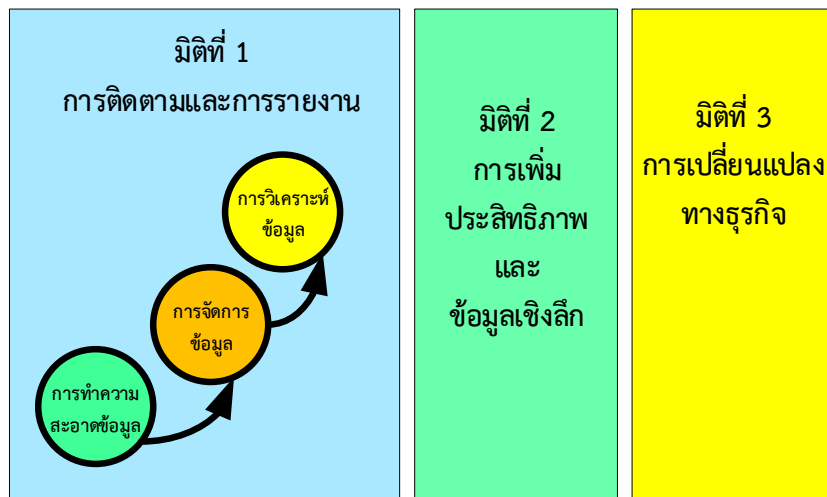 มิติที่ 1
การติดตามและการรายงาน
การวิเคราะห์
ข้อมูล
การจัดการ
ข้อมูล
การทำความ
สะอาดข้อมูล
มิติที่ 2
การเพิ่ม
ประสิทธิภาพ
และ
ข้อมูลเชิงลึก
มิติที่ 3
การเปลี่ยนแปลง
ทางธุรกิจ